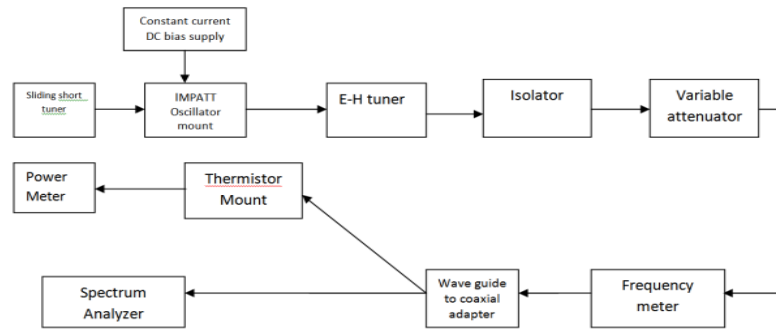 Constant current
DC bias supply
Sliding short
tuner
IMPATT
Oscillator
mount
E-H tuner
Isolator
Variable
attenuator
Power
Meter
Thermistor
Mount
Spectrum
Analyzer
Wave guide
to coaxial
adapter
Frequency
meter